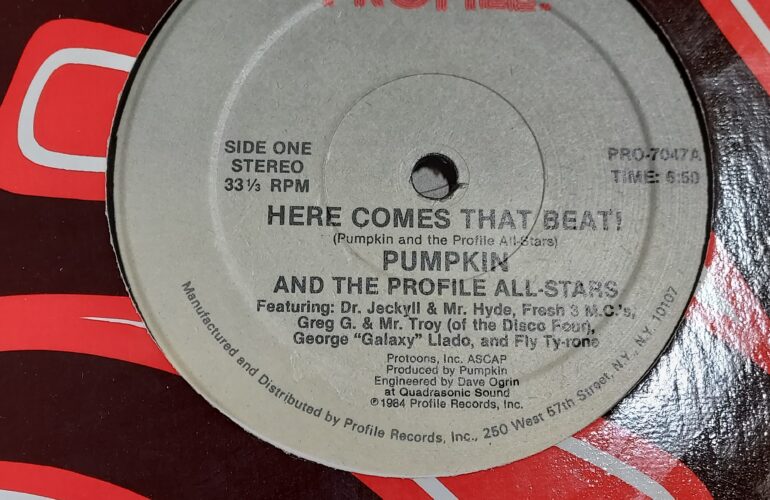 PROFILE.
SIDE ONE
STEREO
33⅓ RPM
PRO-7047A
TIME: 6:50
HERE COMES THAT BEAT!
(Pumpkin and the Profile All-Stars)
PUMPKIN
AND THE PROFILE ALL-STARS
Featuring: Dr. Jeckyll & Mr. Hyde, Fresh 3 M.C.'s,
Greg G. & Mr. Troy (of the Disco Four),
George "Galaxy" Llado, and Fly Ty-rone
Protoons, Inc. ASCAP
Produced by Pumpkin
Engineered by Dave Ogrin
at Quadrasonic Sound
℗1984 Profile Records, Inc.
Manufactured and Distributed by Profile Records, Inc., 250 West 57th Street, N.Y., N.Y. 10107